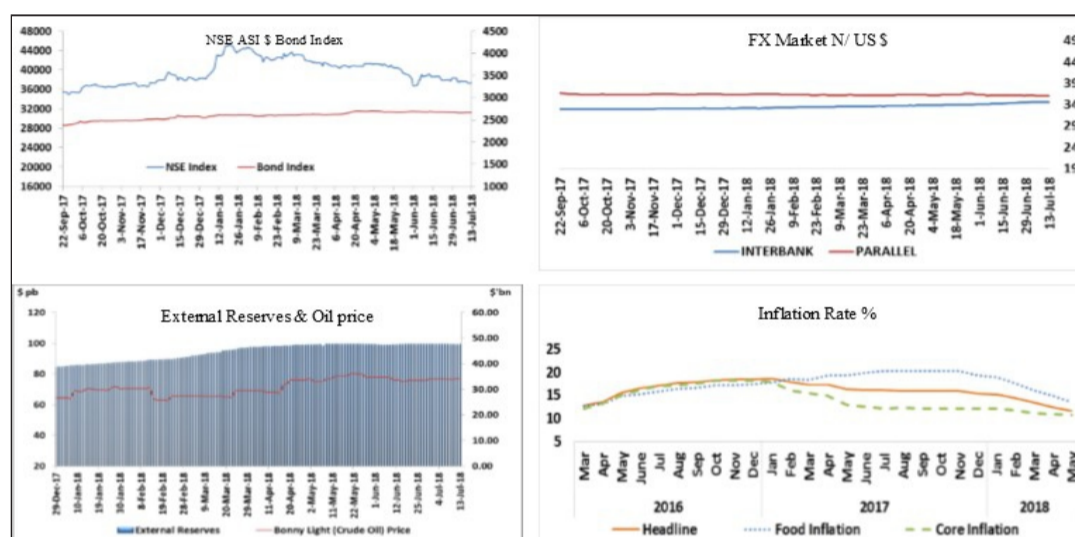 NSE ASI $ Bond Index
48000
44000
40000
36000
32000
28000
24000
20000
16000
4500
4000
3500
3000
2500
2000
1500
1000
NSE Index
Bond Index
22-Sep-17
6-Oct-17
20-Oct-17
3-Nov-17
17-Nov-17
1-Dec-17
15-Dec-17
29-Dec-17
12-Jan-18
26-Jan-18
9-Feb-18
23-Feb-18
9-Mar-18
23-Mar-18
6-Apr-18
20-Apr-18
4-May-18
18-May-18
1-Jun-18
15-Jun-18
29-Jun-18
13-Jul-18
FX Market N/ US $
49
44
39
34
29
24
19
22-Sep-17
6-Oct-17
20-Oct-17
3-Nov-17
17-Nov-17
1-Dec-17
15-Dec-17
29-Dec-17
12-Jan-18
26-Jan-18
9-Feb-18
23-Feb-18
9-Mar-18
23-Mar-18
6-Apr-18
20-Apr-18
4-May-18
18-May-18
1-Jun-18
15-Jun-18
29-Jun-18
13-Jul-18
INTERBANK
PARALLEL
$ pb
$'bn
External Reserves & Oil price
120
100
80
60
40
20
60.00
50.00
40.00
30.00
20.00
10.00
0.00
29-Dec-17
10-Jan-18
19-Jan-18
30-Jan-18
8-Feb-18
19-Feb-18
28-Feb-18
9-Mar-18
20-Mar-18
29-Mar-18
11-Apr-18
20-Apr-18
2-May-18
11-May-18
22-May-18
1-Jun-18
12-Jun-18
25-Jun-18
4-Jul-18
13-Jul-18
External Reserves
Bonny Light (Crude Oil) Price
Inflation Rate %
25
20
15
10
5
Mar
Apr
May
June
Jul
Aug
Sep
Oct
Nov
Dec
Jan
Feb
Mar
Apr
May
June
Jul
Aug
Sep
Oct
Nov
Dec
Jan
Feb
Mar
Apr
May
2016
2017
2018
Headline
Food Inflation
Core Inflation